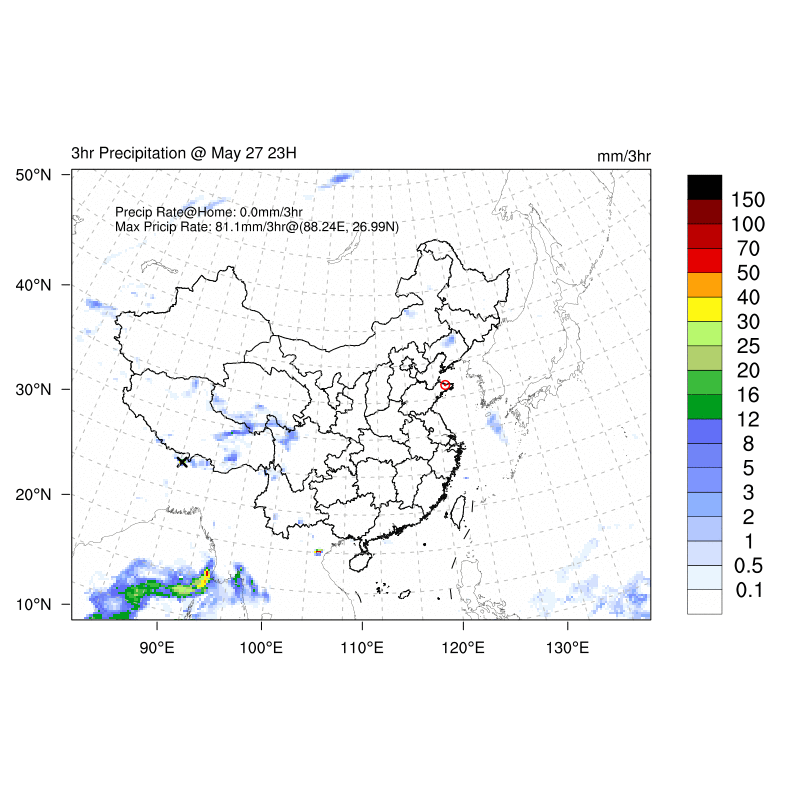 3hr Precipitation @ May 27 23H
mm/3hr
Precip Rate@Home: 0.0mm/3hr
Max Pricip Rate: 81.1mm/3hr@(88.24E, 26.99N)
50°N
40°N
30°N
20°N
10°N
90°E
100°E
110°E
120°E
130°E
150
100
70
50
40
30
25
20
16
12
8
5
3
2
1
0.5
0.1